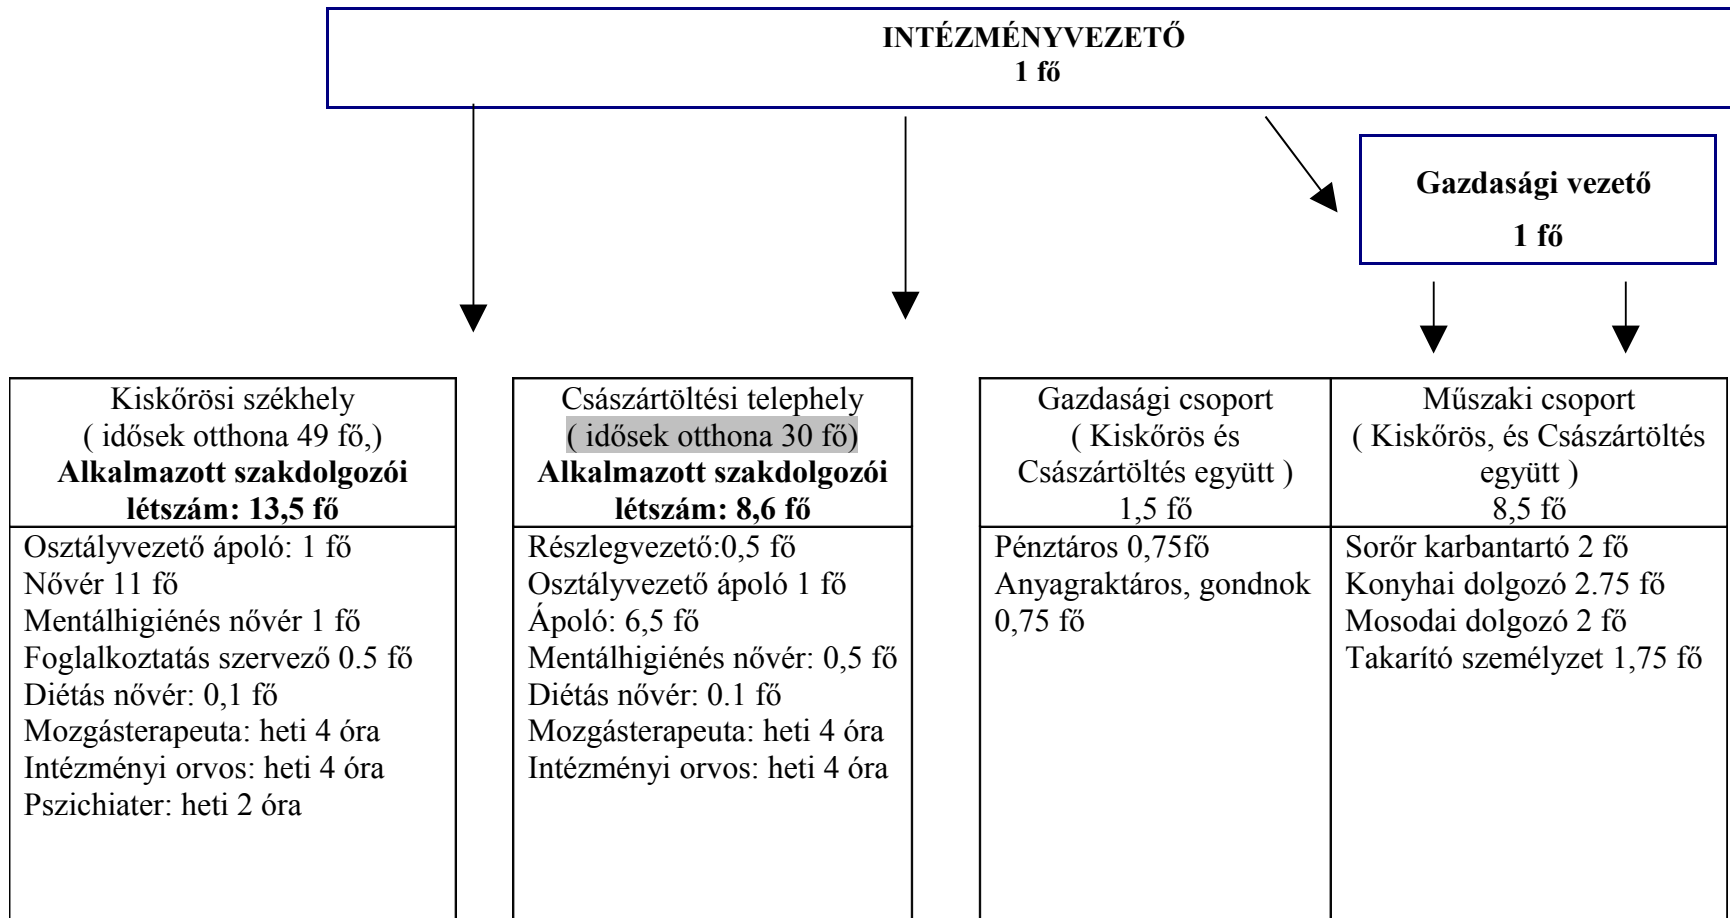 INTÉZMÉNYVEZETŐ
1 fő
Gazdasági vezető
1 fő
Kiskőrösi székhely
( idősek otthona 49 fő,)
Alkalmazott szakdolgozói
létszám: 13,5 fő
Osztályvezető ápoló: 1 fő
Nővér 11 fő
Mentálhigiénés nővér 1 fő
Foglalkoztatás szervező 0.5 fő
Diétás nővér: 0,1 fő
Mozgásterapeuta: heti 4 óra
Intézményi orvos: heti 4 óra
Pszichiater: heti 2 óra
Császártöltési telephely
( idősek otthona 30 fő)
Alkalmazott szakdolgozói
létszám: 8,6 fő
Részlegvezető:0,5 fő
Osztályvezető ápoló 1 fő
Ápoló: 6,5 fő
Mentálhigiénés nővér: 0,5 fő
Diétás nővér: 0.1 fő
Mozgásterapeuta: heti 4 óra
Intézményi orvos: heti 4 óra
Gazdasági csoport
( Kiskőrös és
Császártöltés együtt )
1,5 fő
Pénztáros 0,75fő
Anyagraktáros, gondnok
0,75 fő
Műszaki csoport
( Kiskőrös, és Császártöltés
együtt )
8,5 fő
Sorőr karbantartó 2 fő
Konyhai dolgozó 2.75 fő
Mosodai dolgozó 2 fő
Takarító személyzet 1,75 fő